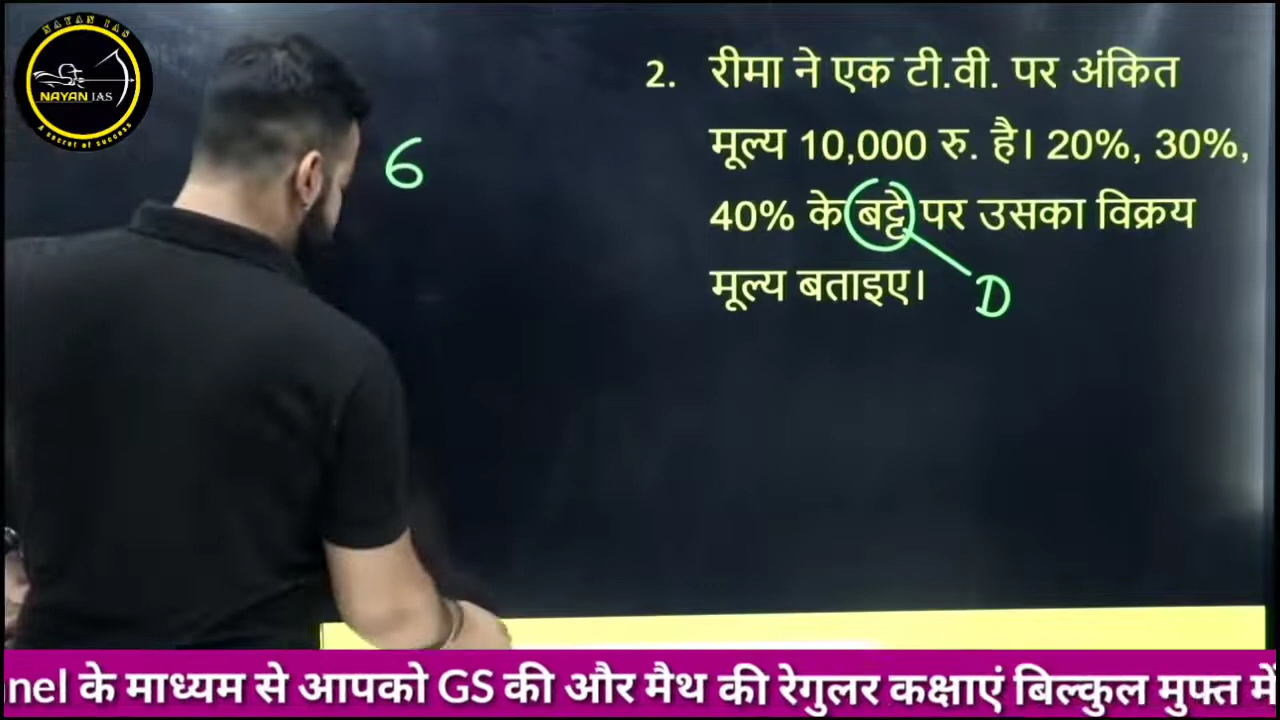 NAYAN IAS
NAYAN IAS
A secret of success
6
2. रीमा ने एक टी.वी. पर अंकित
मूल्य 10,000 रु. है। 20%, 30%,
40% के बट्टे पर उसका विक्रय
मूल्य बताइए।
D
nel के माध्यम से आपको GS की और मैथ की रेगुलर कक्षाएं बिल्कुल मुफ्त में